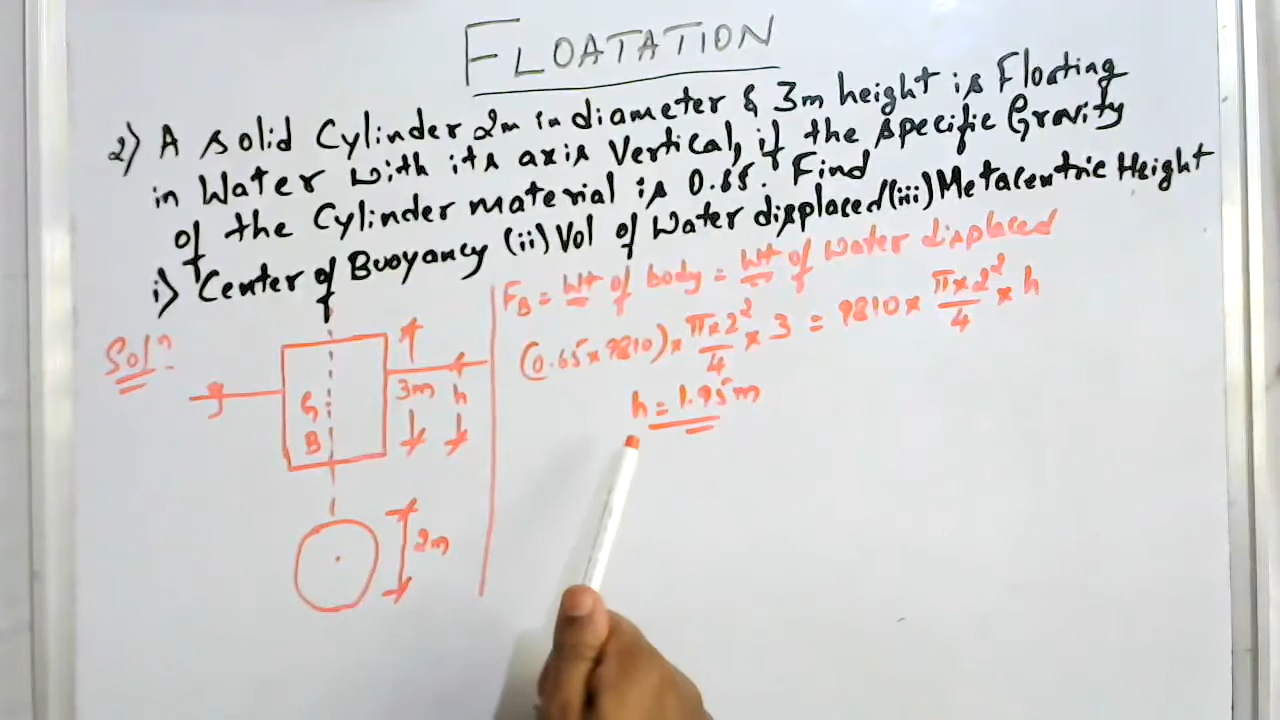 FLOATATION
2) A solid Cylinder 2m in diameter & 3m height is Floating
in Water with its axis Vertical, if the specific Gravity
of the Cylinder material is 0.65. Find
i) Center of Buoyancy (ii) Vol of Water displaced (iii) Metacentric Height
Solⁿ:
G
B
3m
h
2m
F_B = Wt of body = Wt of Water displaced
(0.65×9810) × π×2²/4 × 3 = 9810 × π×2²/4 × h
h = 1.95m